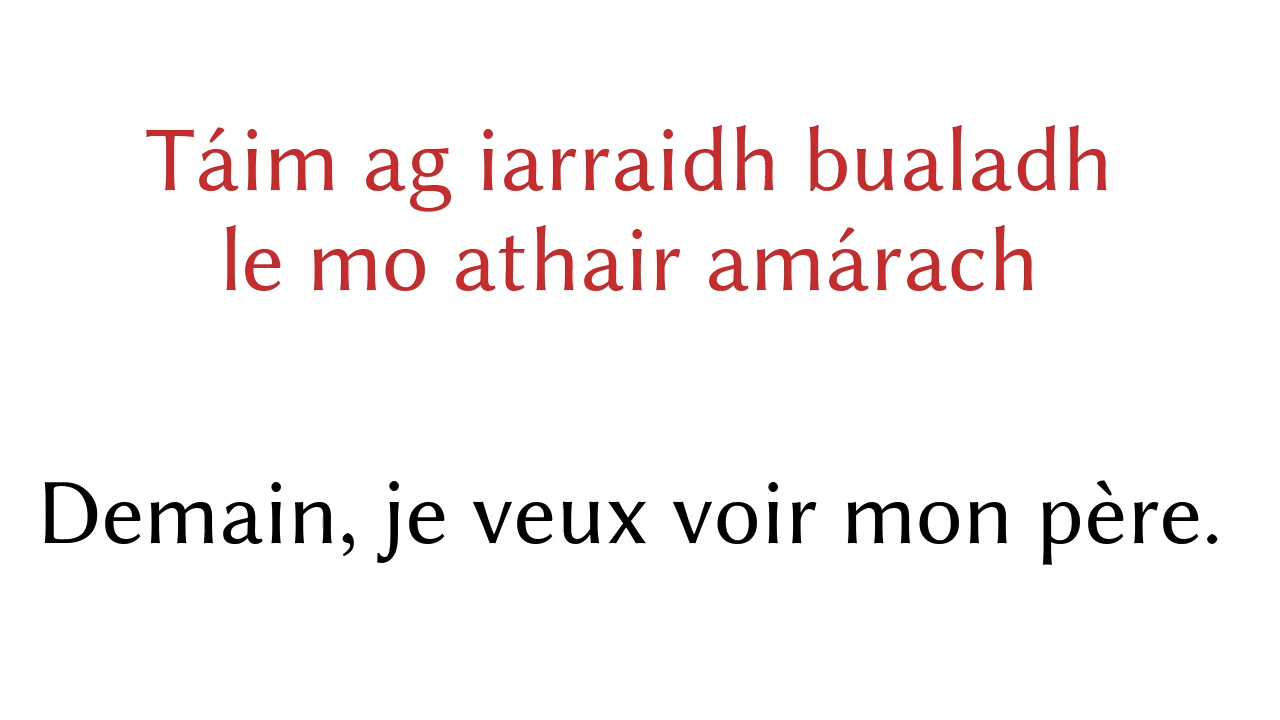 Táim ag iarraidh bualadh
le mo athair amárach
Demain, je veux voir mon père.